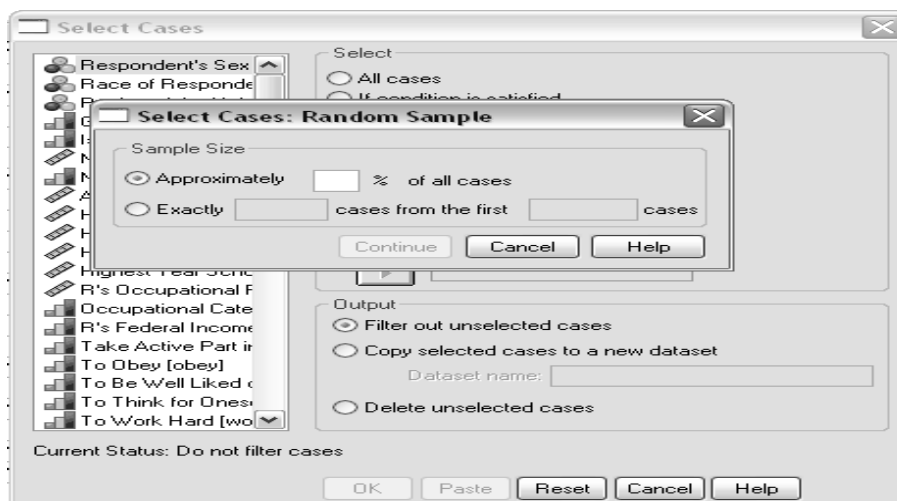 Select Cases
Respondent's Sex
Race of Responde
Select
All cases
If condition is satisfied
Select Cases: Random Sample
Sample Size
Approximately % of all cases
Exactly cases from the first cases
Continue Cancel Help
R's Occupational
Occupational Cate
R's Federal Income
Take Active Part in
To Obey [obey]
To Be Well Liked
To Think for Ones
To Work Hard [wo
Output
Filter out unselected cases
Copy selected cases to a new dataset
Dataset name:
Delete unselected cases
Current Status: Do not filter cases
OK Paste Reset Cancel Help